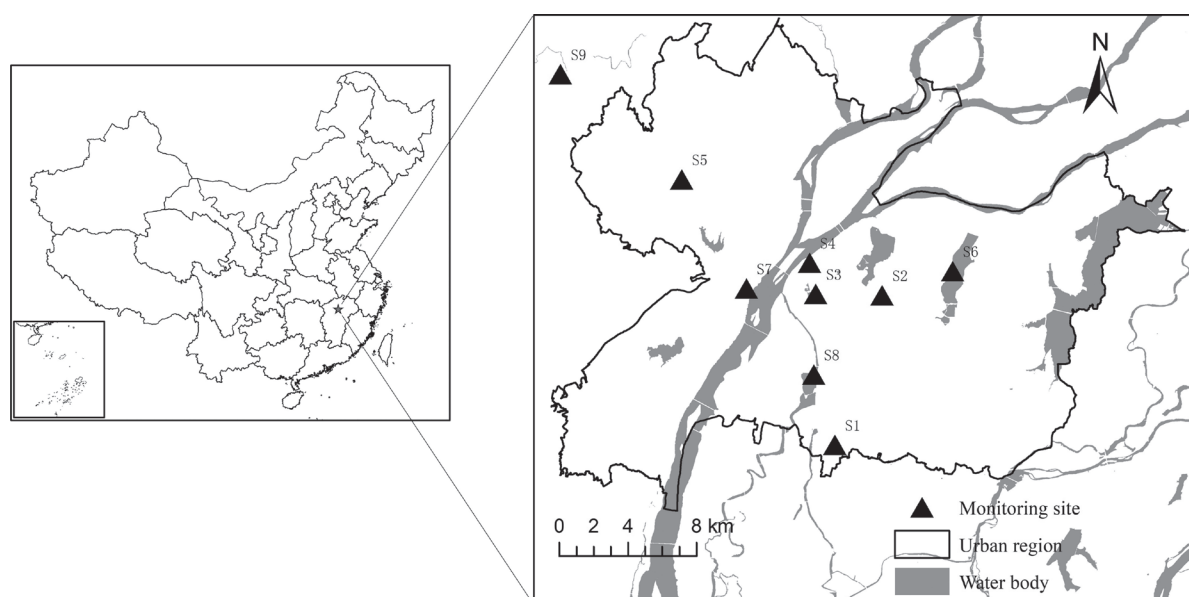 N
S9
S5
S4
S6
S7
S3
S2
S8
S1
0 2 4 8 km
Monitoring site
Urban region
Water body